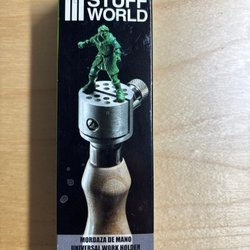 STUFF
WORLD
MORDAZA DE MANO
UNIVERSAL WORK HOLDER